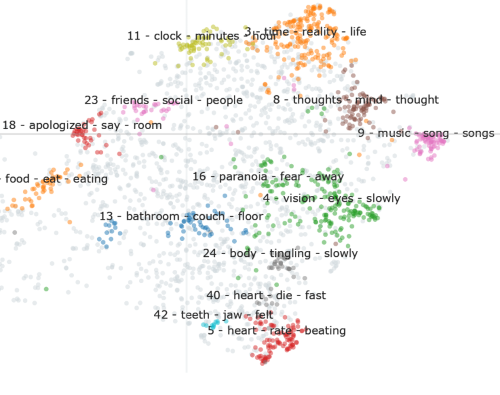 11 - clock - minutes - hour
3 - time - reality - life
23 - friends - social - people
8 - thoughts - mind - thought
18 - apologized - say - room
9 - music - song - songs
food - eat - eating
16 - paranoia - fear - away
4 - vision - eyes - slowly
13 - bathroom - couch - floor
24 - body - tingling - slowly
40 - heart - die - fast
42 - teeth - jaw - felt
5 - heart - rate - beating